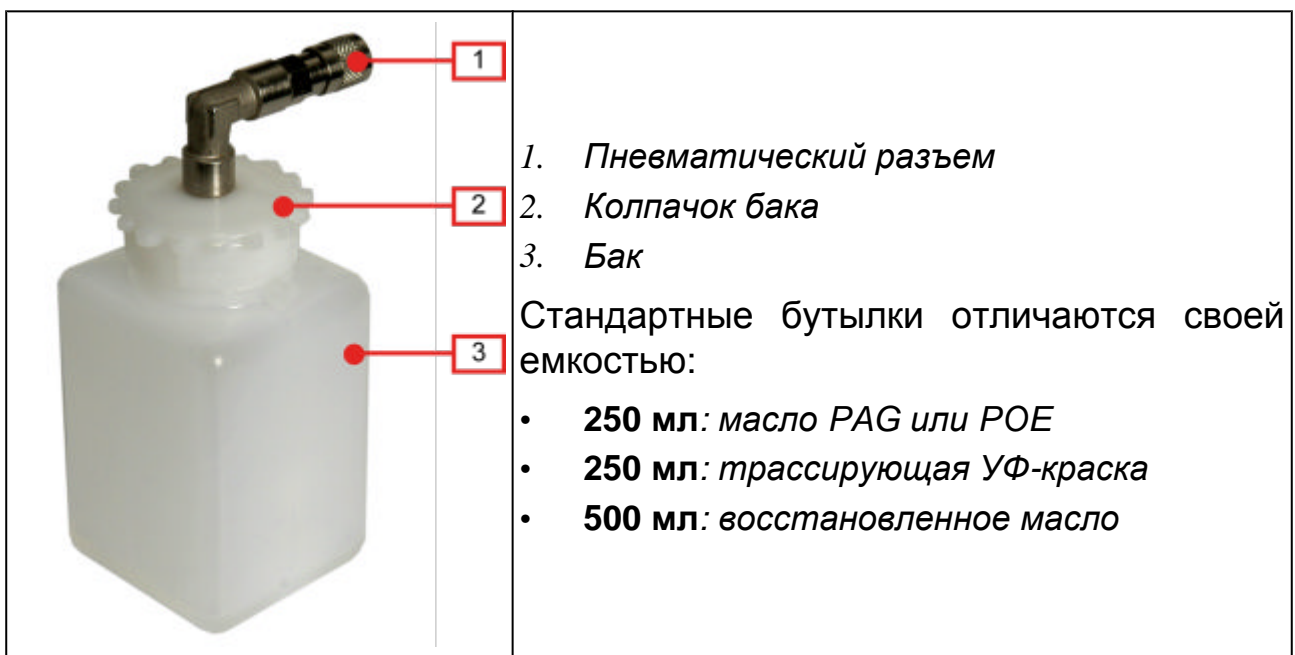 1
2
3
1. Пневматический разъем
2. Колпачок бака
3. Бак
Стандартные бутылки отличаются своей
емкостью:
• 250 мл: масло PAG или POE
• 250 мл: трассирующая УФ-краска
• 500 мл: восстановленное масло